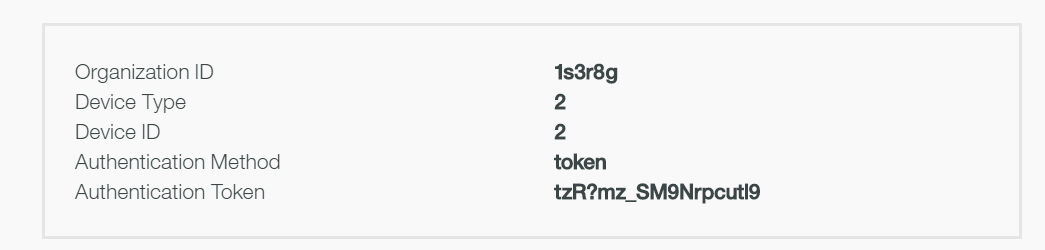 Organization ID 1s3r8g
Device Type 2
Device ID 2
Authentication Method token
Authentication Token tzR?mz_SM9Nrpcutl9